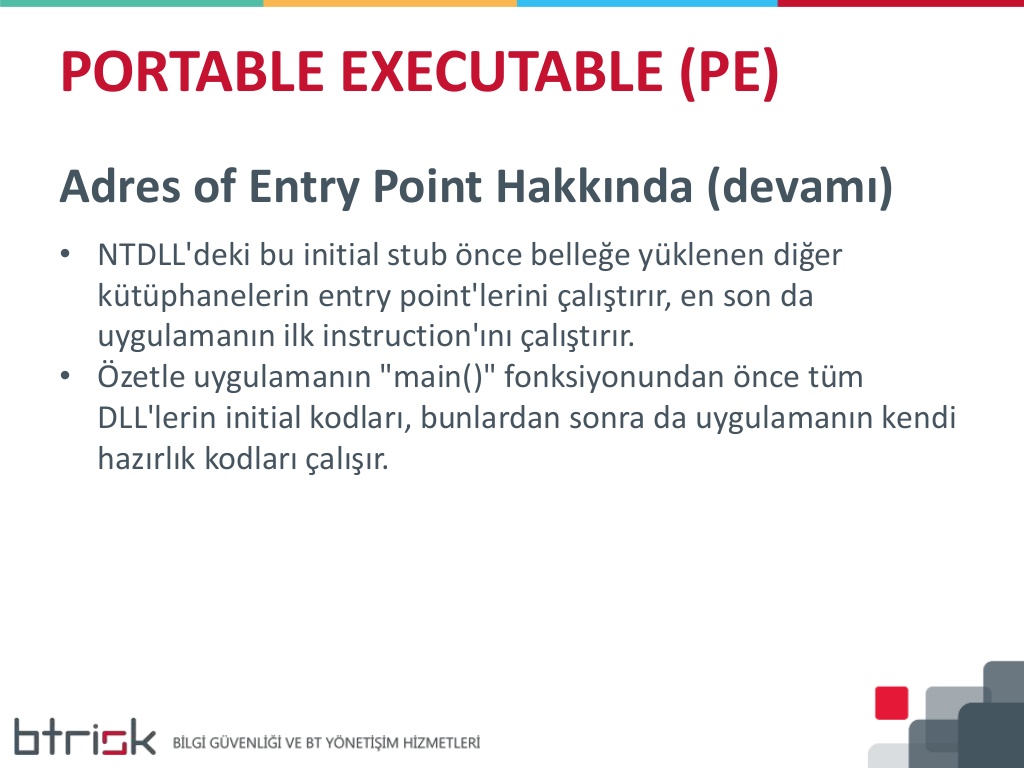 PORTABLE EXECUTABLE (PE)
Adres of Entry Point Hakkında (devamı)
• NTDLL'deki bu initial stub önce belleğe yüklenen diğer
kütüphanelerin entry point'lerini çalıştırır, en son da
uygulamanın ilk instruction'ını çalıştırır.
• Özetle uygulamanın "main()" fonksiyonundan önce tüm
DLL'lerin initial kodları, bunlardan sonra da uygulamanın kendi
hazırlık kodları çalışır.
btrisk BİLGİ GÜVENLİĞİ VE BT YÖNETİŞİM HİZMETLERİ